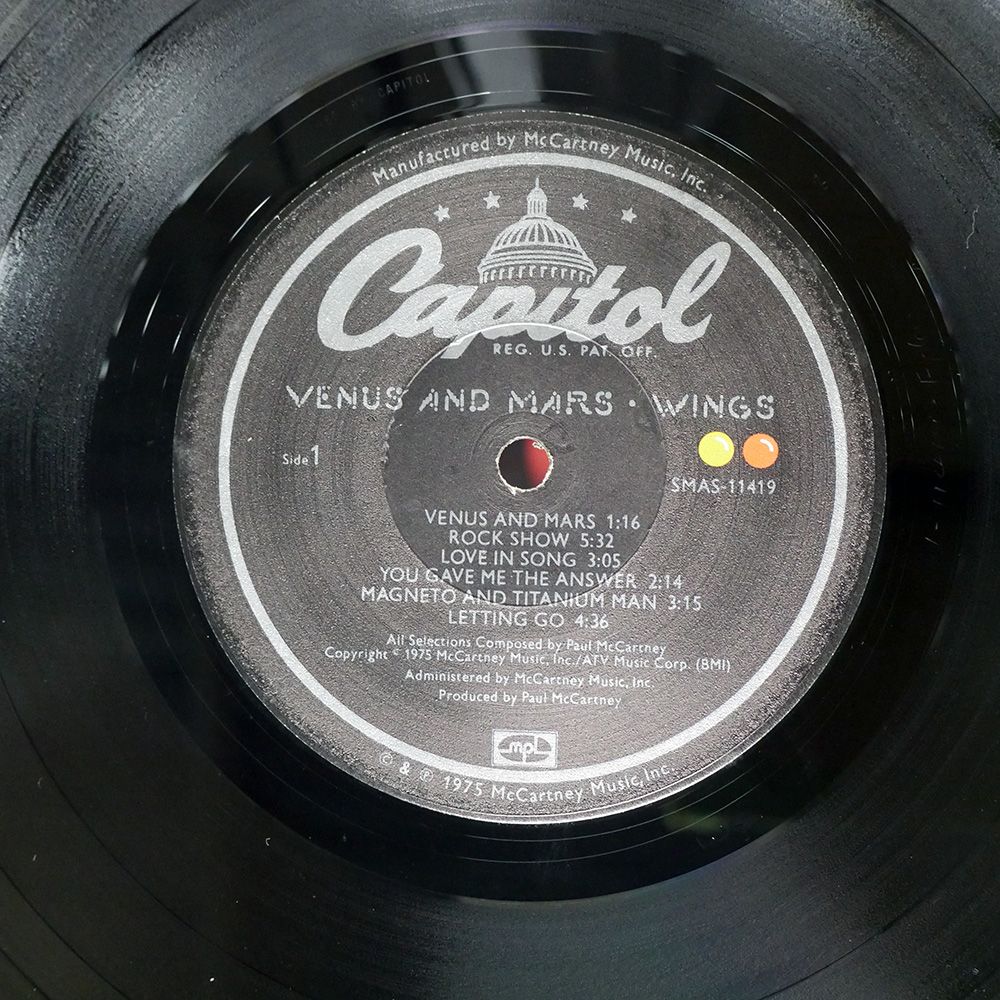 BY CAPITOL
Manufactured by McCartney Music, Inc.
Capitol
REG. U.S. PAT. OFF.
VENUS AND MARS • WINGS
Side 1
SMAS-11419
VENUS AND MARS 1:16
ROCK SHOW 5:32
LOVE IN SONG 3:05
YOU GAVE ME THE ANSWER 2:14
MAGNETO AND TITANIUM MAN 3:15
LETTING GO 4:36
All Selections Composed by Paul McCartney
Copyright © 1975 McCartney Music, Inc./ATV Music Corp. (BMI)
Administered by McCartney Music, Inc.
Produced by Paul McCartney
mpl
© & ℗ 1975 McCartney Music, Inc.